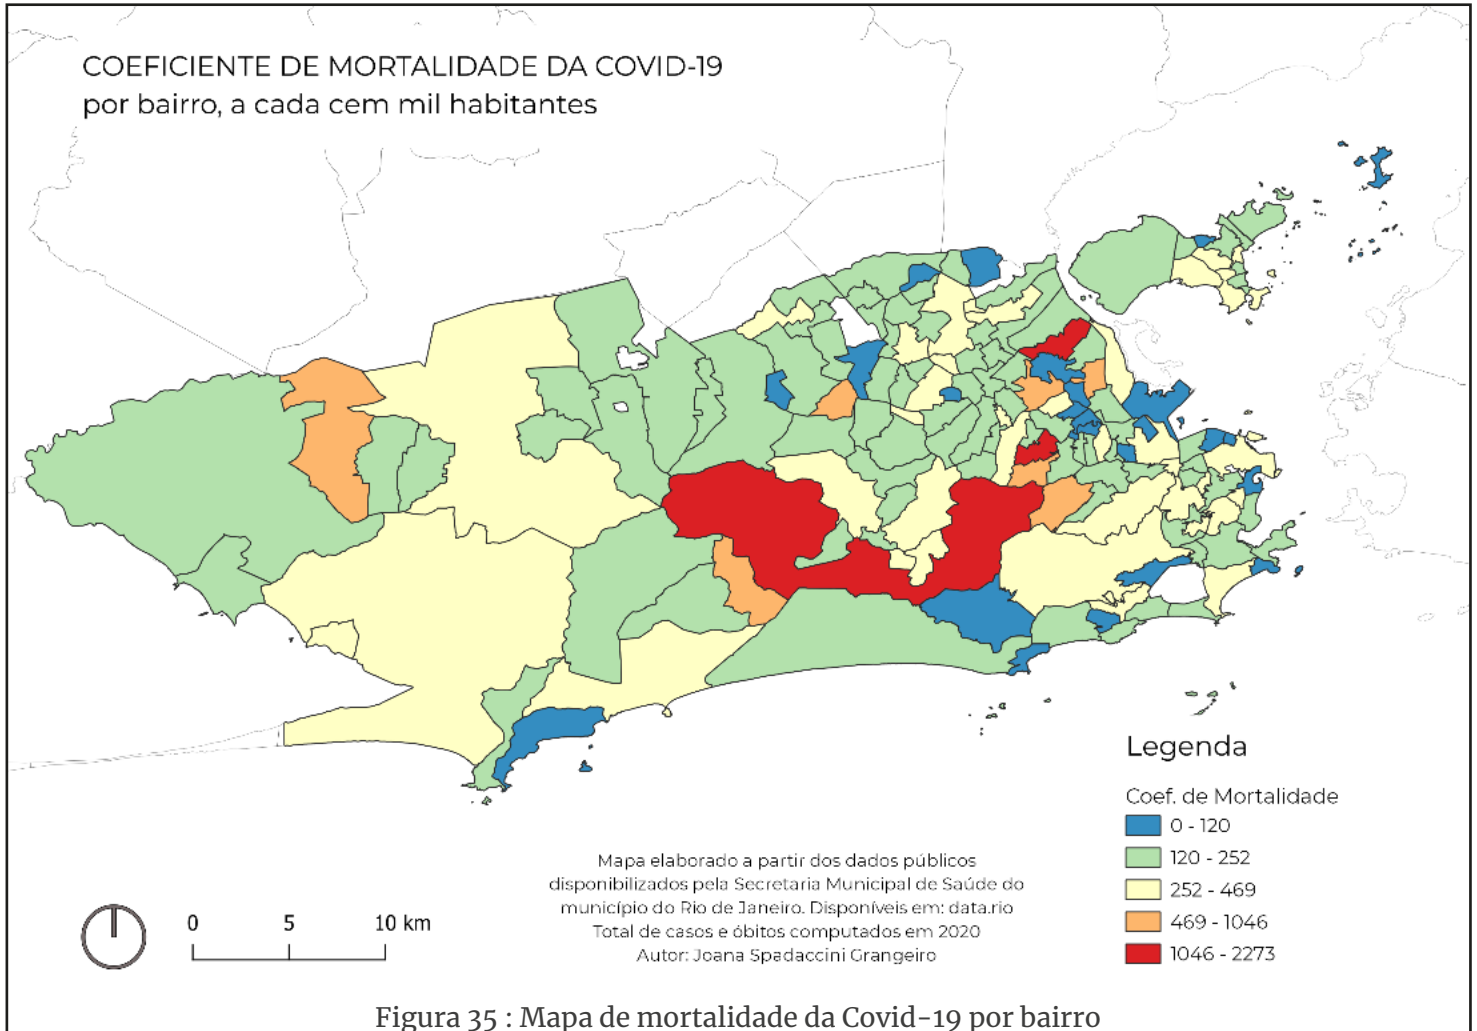 COEFICIENTE DE MORTALIDADE DA COVID-19
por bairro, a cada cem mil habitantes
Legenda
Coef. de Mortalidade
0 - 120
120 - 252
252 - 469
469 - 1046
1046 - 2273
Mapa elaborado a partir dos dados públicos
disponibilizados pela Secretaria Municipal de Saúde do
município do Rio de Janeiro. Disponíveis em: data.rio
Total de casos e óbitos computados em 2020
Autor: Joana Spadaccini Grangeiro
0 5 10 km
Figura 35 : Mapa de mortalidade da Covid-19 por bairro